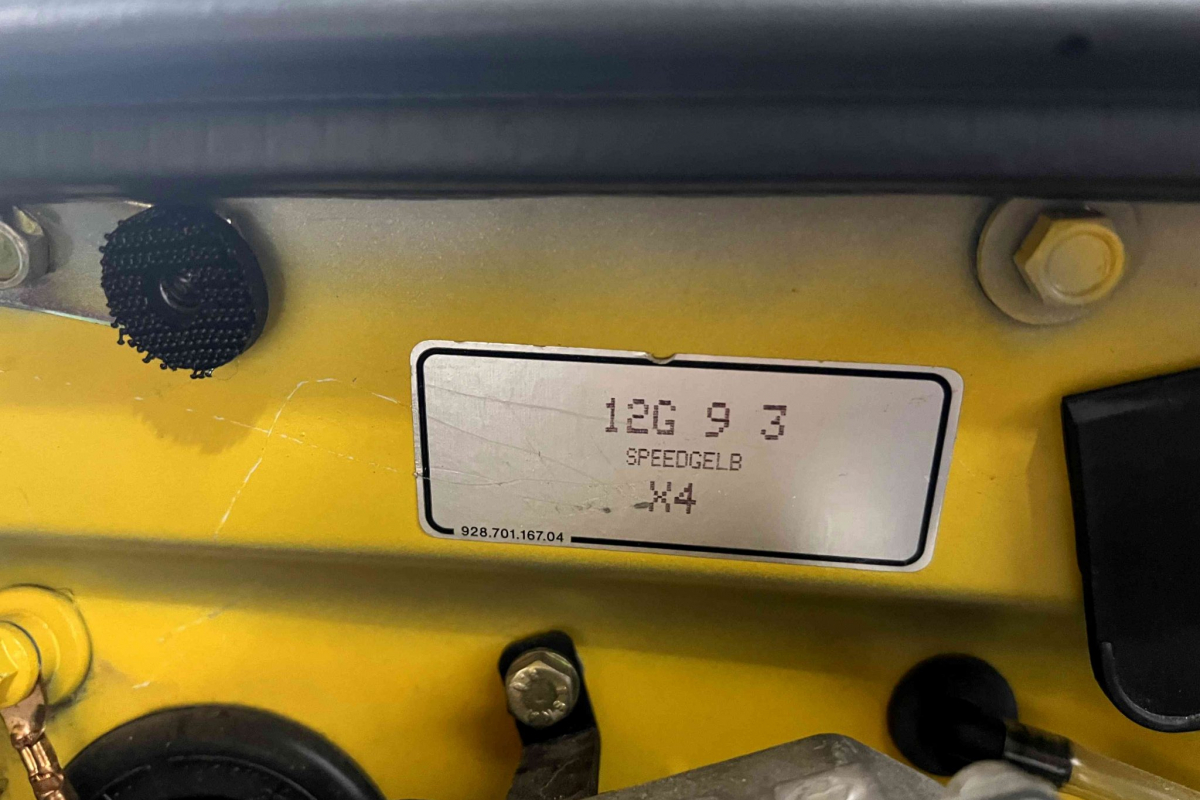 12G 9 3
SPEEDGELB
X4
928.701.167.04